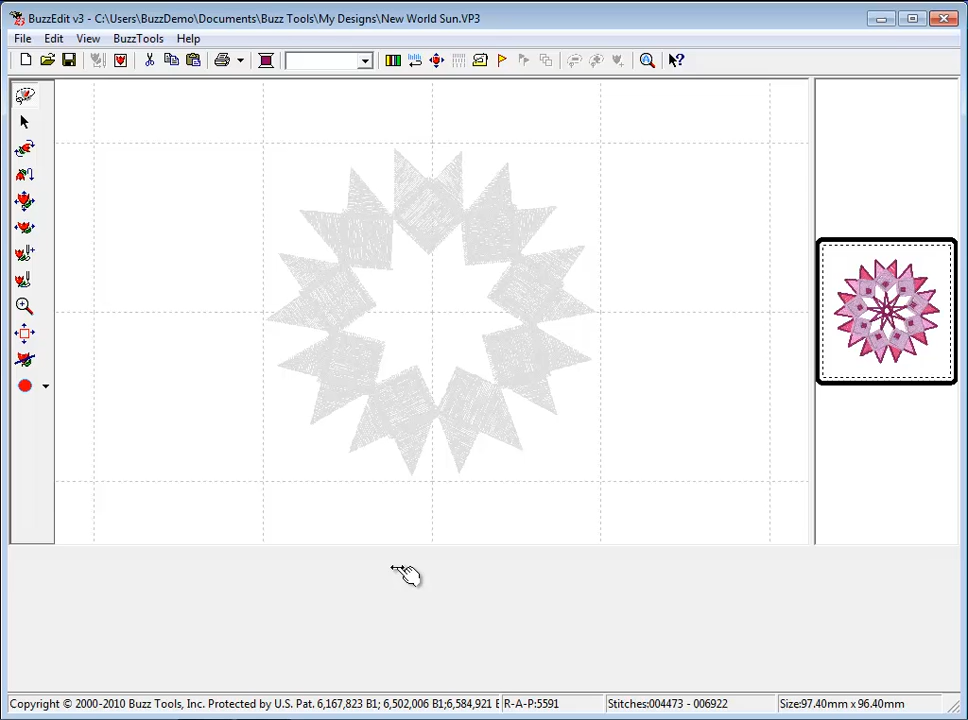 BuzzEdit v3 - C:\Users\BuzzDemo\Documents\Buzz Tools\My Designs\New World Sun.VP3
File Edit View BuzzTools Help
Copyright © 2000-2010 Buzz Tools, Inc. Protected by U.S. Pat. 6,167,823 B1; 6,502,006 B1;6,584,921 E R-A-P:5591 Stitches:004473 - 006922 Size:97.40mm x 96.40mm